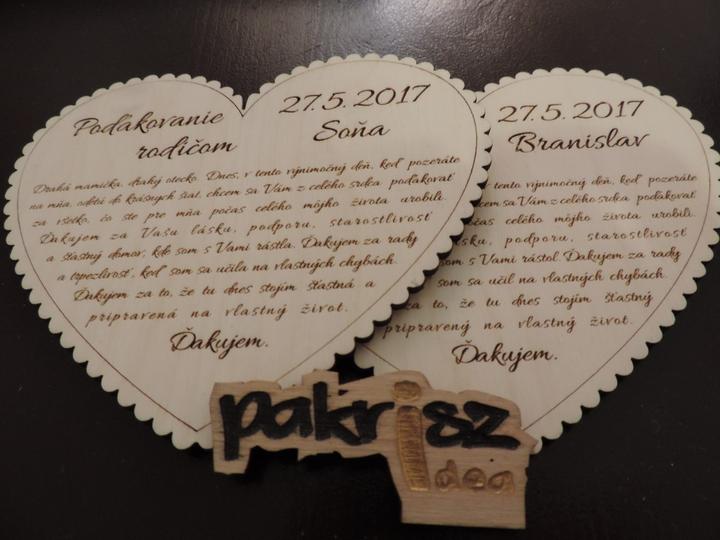 Poďakovanie
rodičom
27.5.2017
Soňa
Drahá mamička, drahý otecko. Dnes, v tento výnimočný deň, keď pozeráte
na mňa, odetú do krásnych šiat, chcem sa Vám z celého srdca poďakovať
za všetko, čo ste pre mňa počas celého môjho života urobili.
Ďakujem za Vašu lásku, podporu, starostlivosť
a šťastný domov, kde som s Vami rástla. Ďakujem za rady
a trpezlivosť, keď som sa učila na vlastných chybách.
Ďakujem za to, že tu dnes stojím šťastná a
pripravená na vlastný život.
Ďakujem.
27.5.2017
Branislav
tento výnimočný deň, keď pozeráte
cem sa Vám z celého srdca poďakovať
počas celého môjho života urobili.
sku, podporu, starostlivosť
som s Vami rástol. Ďakujem za rady
som sa učil na vlastných chybách.
za to, že tu dnes stojím šťastný
pripravený na vlastný život.
Ďakujem.
pakrisz
idea